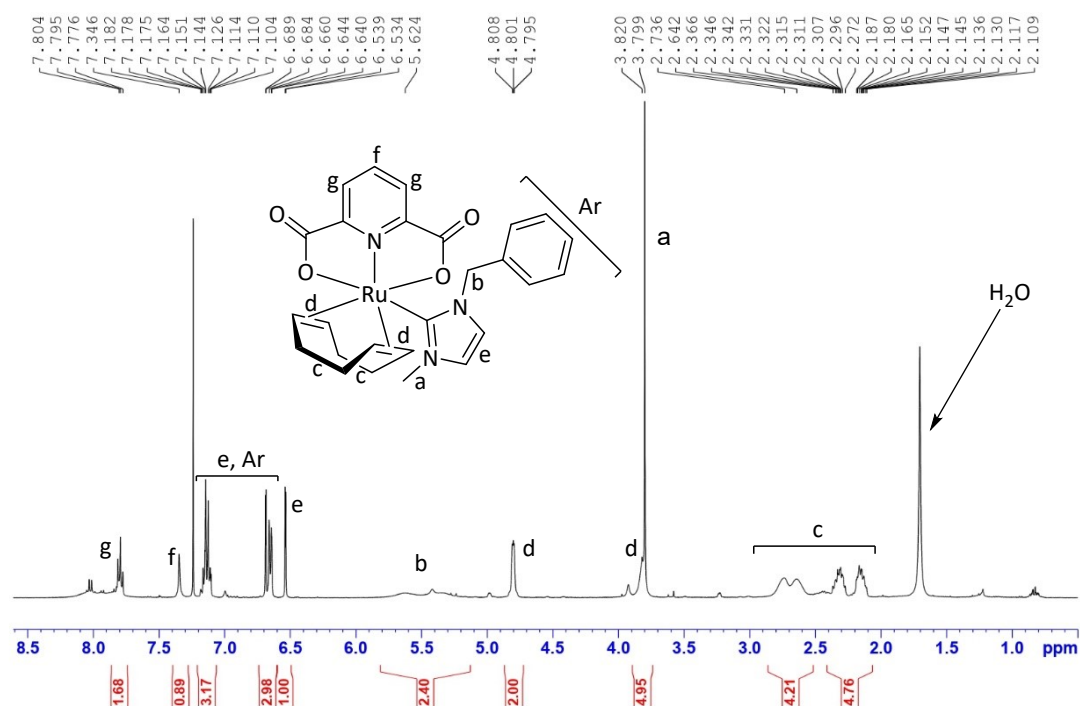 7.804
7.795
7.776
7.346
7.182
7.178
7.175
7.164
7.151
7.144
7.126
7.114
7.110
7.104
6.689
6.684
6.660
6.644
6.640
6.539
6.534
5.624
4.808
4.801
4.795
3.820
3.799
2.736
2.642
2.366
2.346
2.342
2.331
2.322
2.315
2.311
2.307
2.296
2.272
2.187
2.180
2.165
2.152
2.147
2.145
2.136
2.130
2.117
2.109
f
g g
Ar
O O
N
O O
b
Ru
N
d
d
N
e
c c
a
a
H2O
e, Ar
e
g
f
b
d
d
c
8.5 8.0 7.5 7.0 6.5 6.0 5.5 5.0 4.5 4.0 3.5 3.0 2.5 2.0 1.5 1.0 ppm
1.68
0.89
3.17
2.98
1.00
2.40
2.00
4.95
4.21
4.76